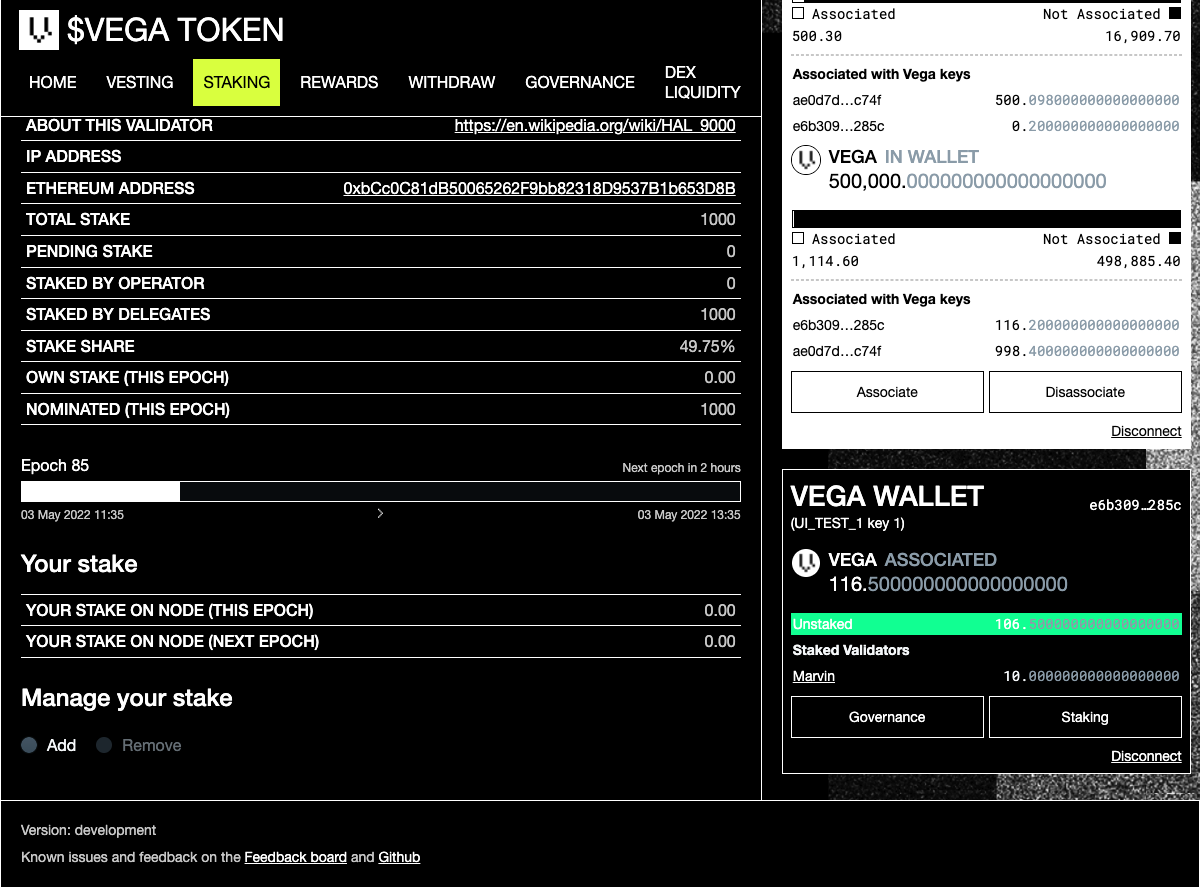 $VEGA TOKEN
HOME VESTING STAKING REWARDS WITHDRAW GOVERNANCE DEX LIQUIDITY
ABOUT THIS VALIDATOR https://en.wikipedia.org/wiki/HAL_9000
IP ADDRESS
ETHEREUM ADDRESS 0xbCc0C81dB50065262F9bb82318D9537B1b653D8B
TOTAL STAKE 1000
PENDING STAKE 0
STAKED BY OPERATOR 0
STAKED BY DELEGATES 1000
STAKE SHARE 49.75%
OWN STAKE (THIS EPOCH) 0.00
NOMINATED (THIS EPOCH) 1000
Epoch 85 Next epoch in 2 hours
03 May 2022 11:35 03 May 2022 13:35
Your stake
YOUR STAKE ON NODE (THIS EPOCH) 0.00
YOUR STAKE ON NODE (NEXT EPOCH) 0.00
Manage your stake
Add Remove
Associated Not Associated
500.30 16,909.70
Associated with Vega keys
ae0d7d…c74f 500.098000000000000000
e6b309…285c 0.200000000000000000
VEGA IN WALLET
500,000.000000000000000000
Associated Not Associated
1,114.60 498,885.40
Associated with Vega keys
e6b309…285c 116.200000000000000000
ae0d7d…c74f 998.400000000000000000
Associate Disassociate
Disconnect
VEGA WALLET e6b309…285c
(UI_TEST_1 key 1)
VEGA ASSOCIATED
116.500000000000000000
Unstaked 106.500000000000000000
Staked Validators
Marvin 10.000000000000000000
Governance Staking
Disconnect
Version: development
Known issues and feedback on the Feedback board and Github